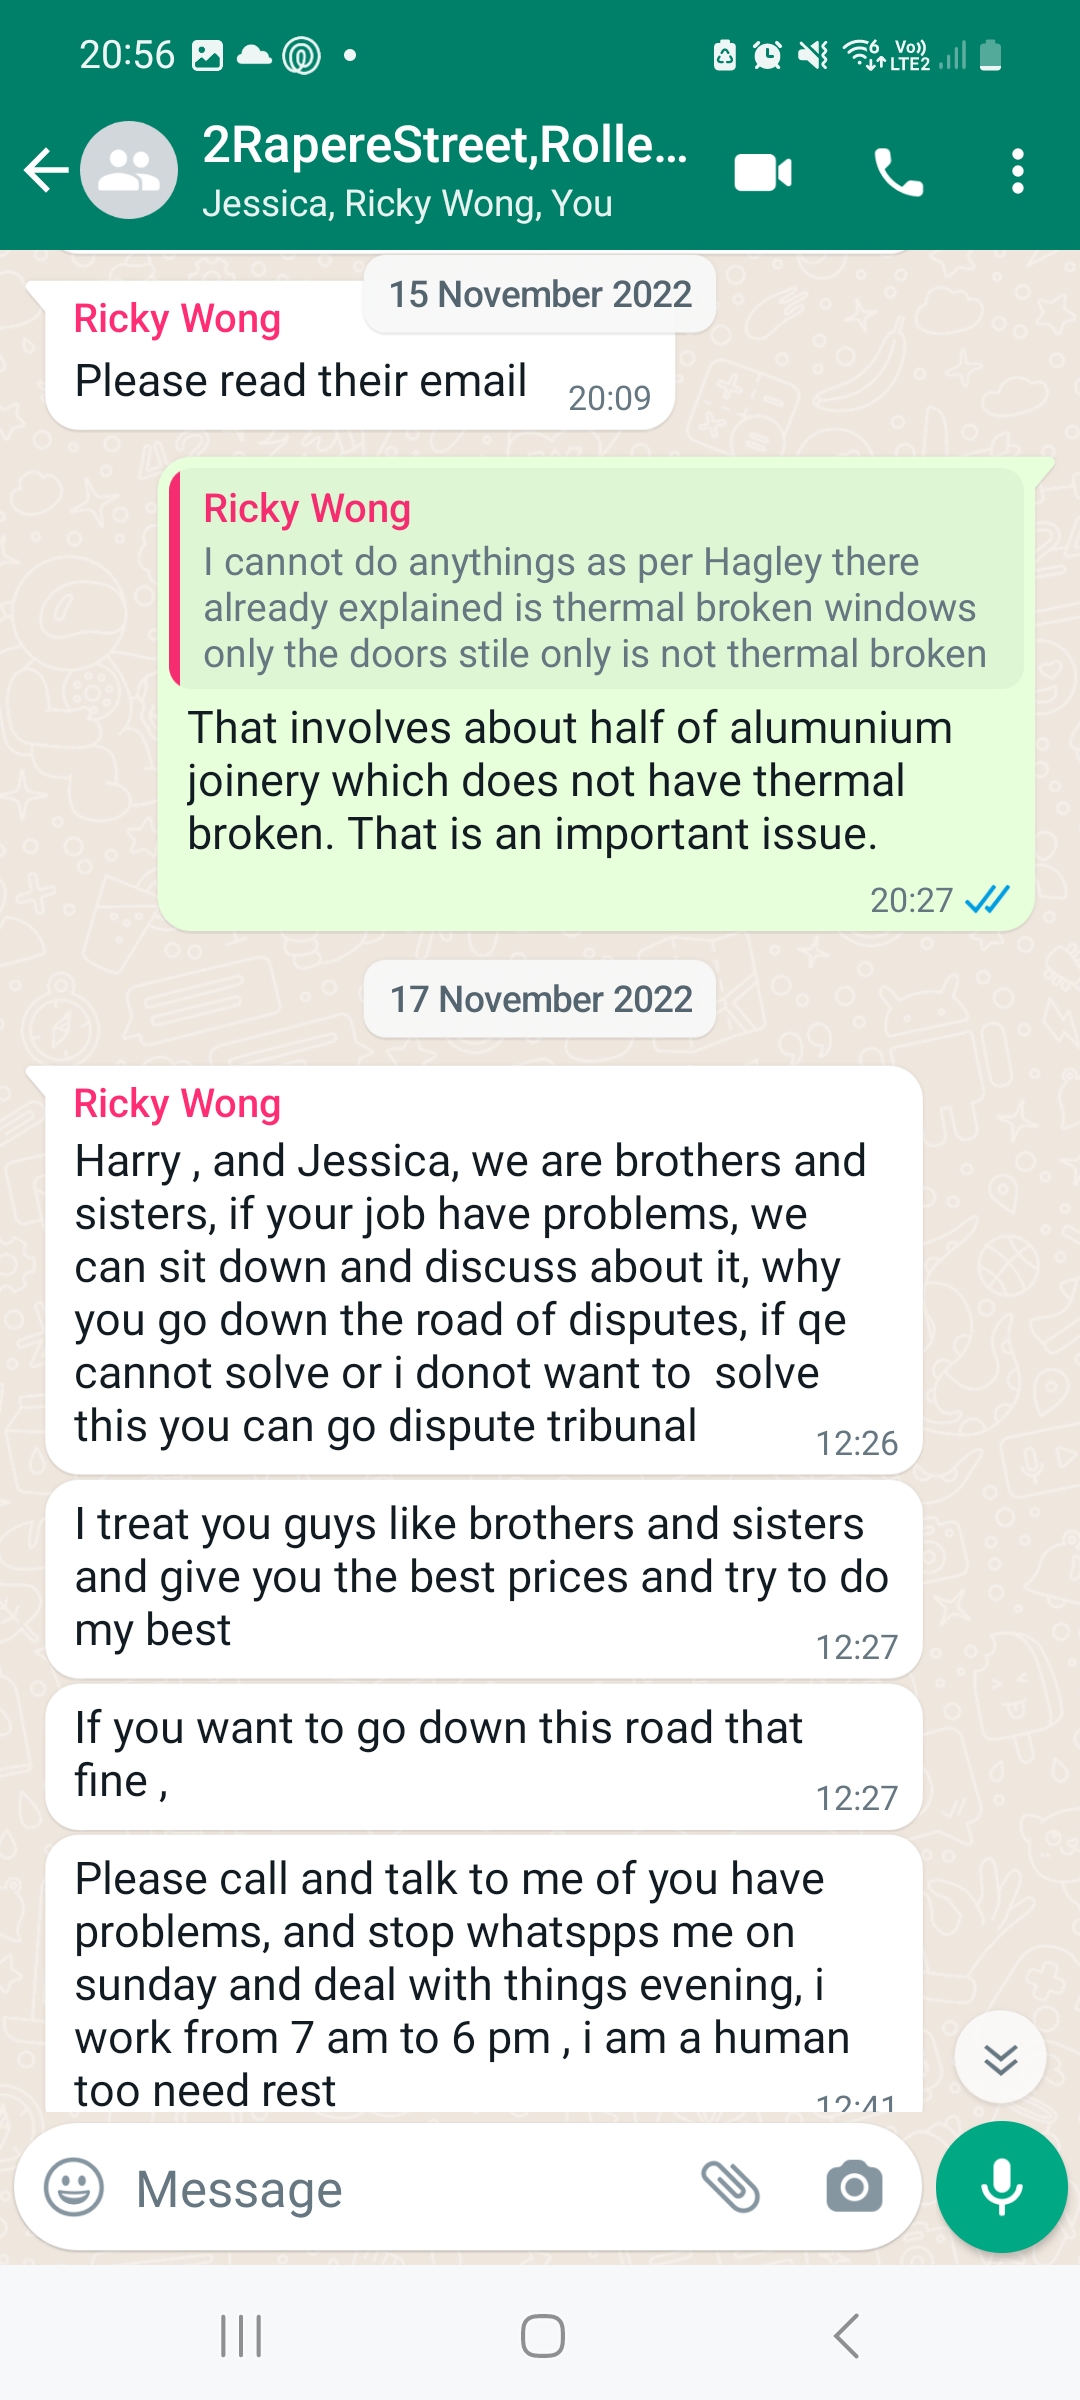 20:56
Vo))
6 LTE2
2RapereStreet,Rolle...
Jessica, Ricky Wong, You
15 November 2022
Ricky Wong
Please read their email 20:09
Ricky Wong
I cannot do anythings as per Hagley there
already explained is thermal broken windows
only the doors stile only is not thermal broken
That involves about half of alumunium
joinery which does not have thermal
broken. That is an important issue.
20:27
17 November 2022
Ricky Wong
Harry , and Jessica, we are brothers and
sisters, if your job have problems, we
can sit down and discuss about it, why
you go down the road of disputes, if qe
cannot solve or i donot want to  solve
this you can go dispute tribunal 12:26
I treat you guys like brothers and sisters
and give you the best prices and try to do
my best 12:27
If you want to go down this road that
fine , 12:27
Please call and talk to me of you have
problems, and stop whatspps me on
sunday and deal with things evening, i
work from 7 am to 6 pm , i am a human
too need rest 12:41
Message